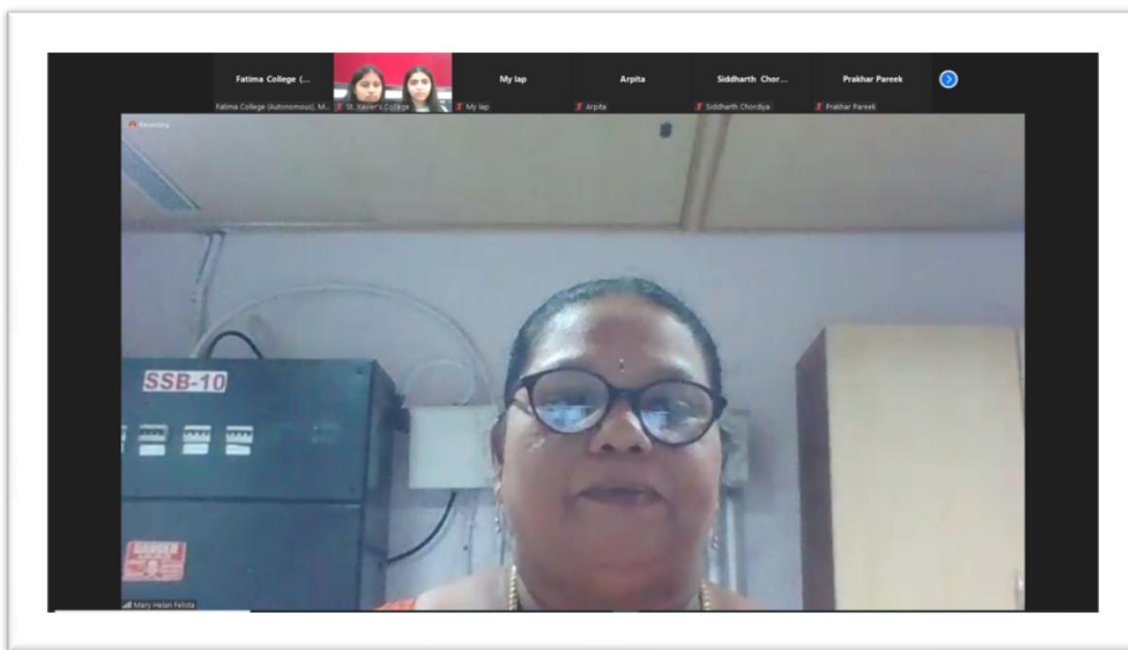 Fatima College (...
My lap
Arpita
Siddharth Chor...
Prakhar Pareek
Fatima College (Autonomous), M...
St. Xavier's College
My lap
Arpita
Siddharth Chordiya
Prakhar Pareek
Recording
SSB-10
DANGER
Mary Helan Felista